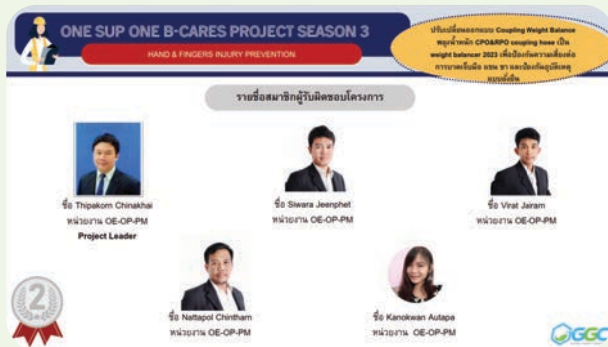 ONE SUP ONE B-CARES PROJECT SEASON 3
HAND & FINGERS INJURY PREVENTION
ปรับเปลี่ยนออกแบบ Coupling Weight Balance
พยุงน้ำหนัก CPO&RPO couping hose เป็น
weight balancer 2023 เพื่อป้องกันความเสี่ยงต่อ
การบาดเจ็บมือ แขน ขา และป้องกันอุบัติเหตุ
แบบยั่งยืน
รายชื่อสมาชิกผู้รับผิดชอบโครงการ
ชื่อ Thipakorn Chinakhai
หน่วยงาน OE-OP-PM
Project Leader
ชื่อ Siwara Jeenphet
หน่วยงาน OE-OP-PM
ชื่อ Virat Jairam
หน่วยงาน OE-OP-PM
ชื่อ Nattapol Chintham
หน่วยงาน OE-OP-PM
ชื่อ Kanokwan Autapa
หน่วยงาน OE-OP-PM
2
GGC